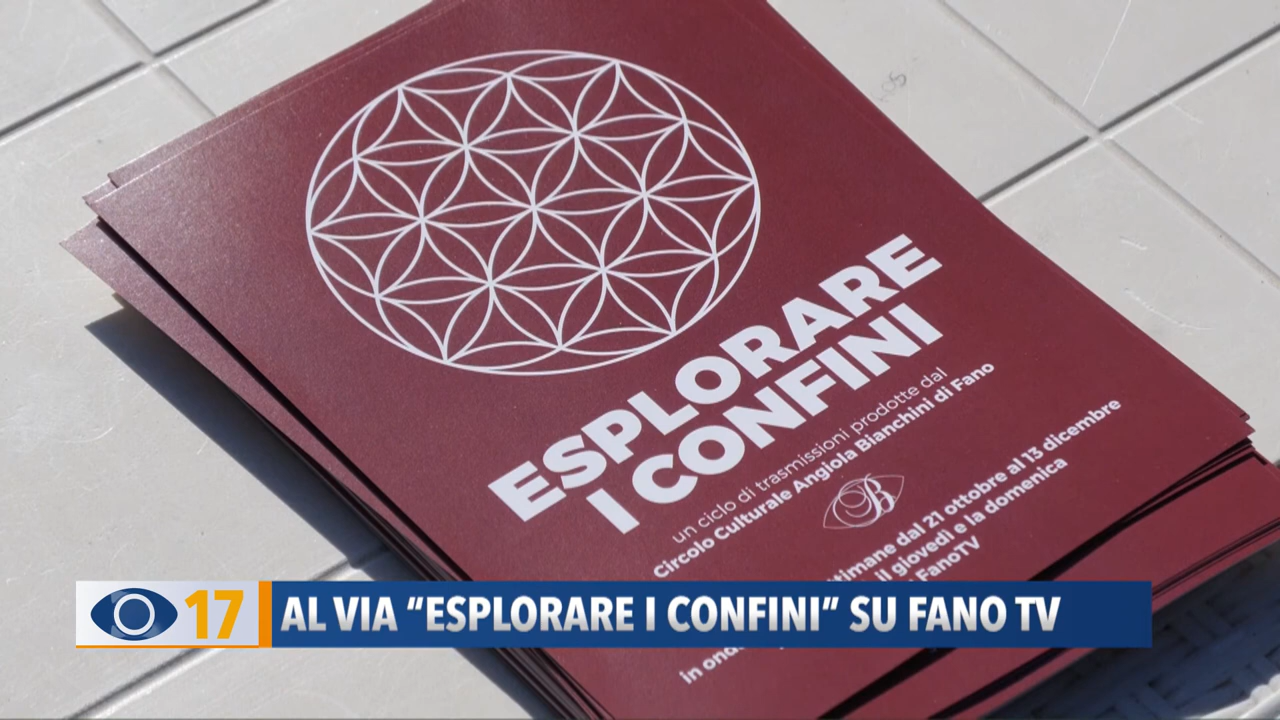 ESPLORARE
I CONFINI
un ciclo di trasmissioni prodotte dal
Circolo Culturale Angiola Bianchini di Fano
B
dal 21 ottobre al 13 dicembre
il giovedì e la domenica
FanoTV
in
17 AL VIA “ESPLORARE I CONFINI” SU FANO TV